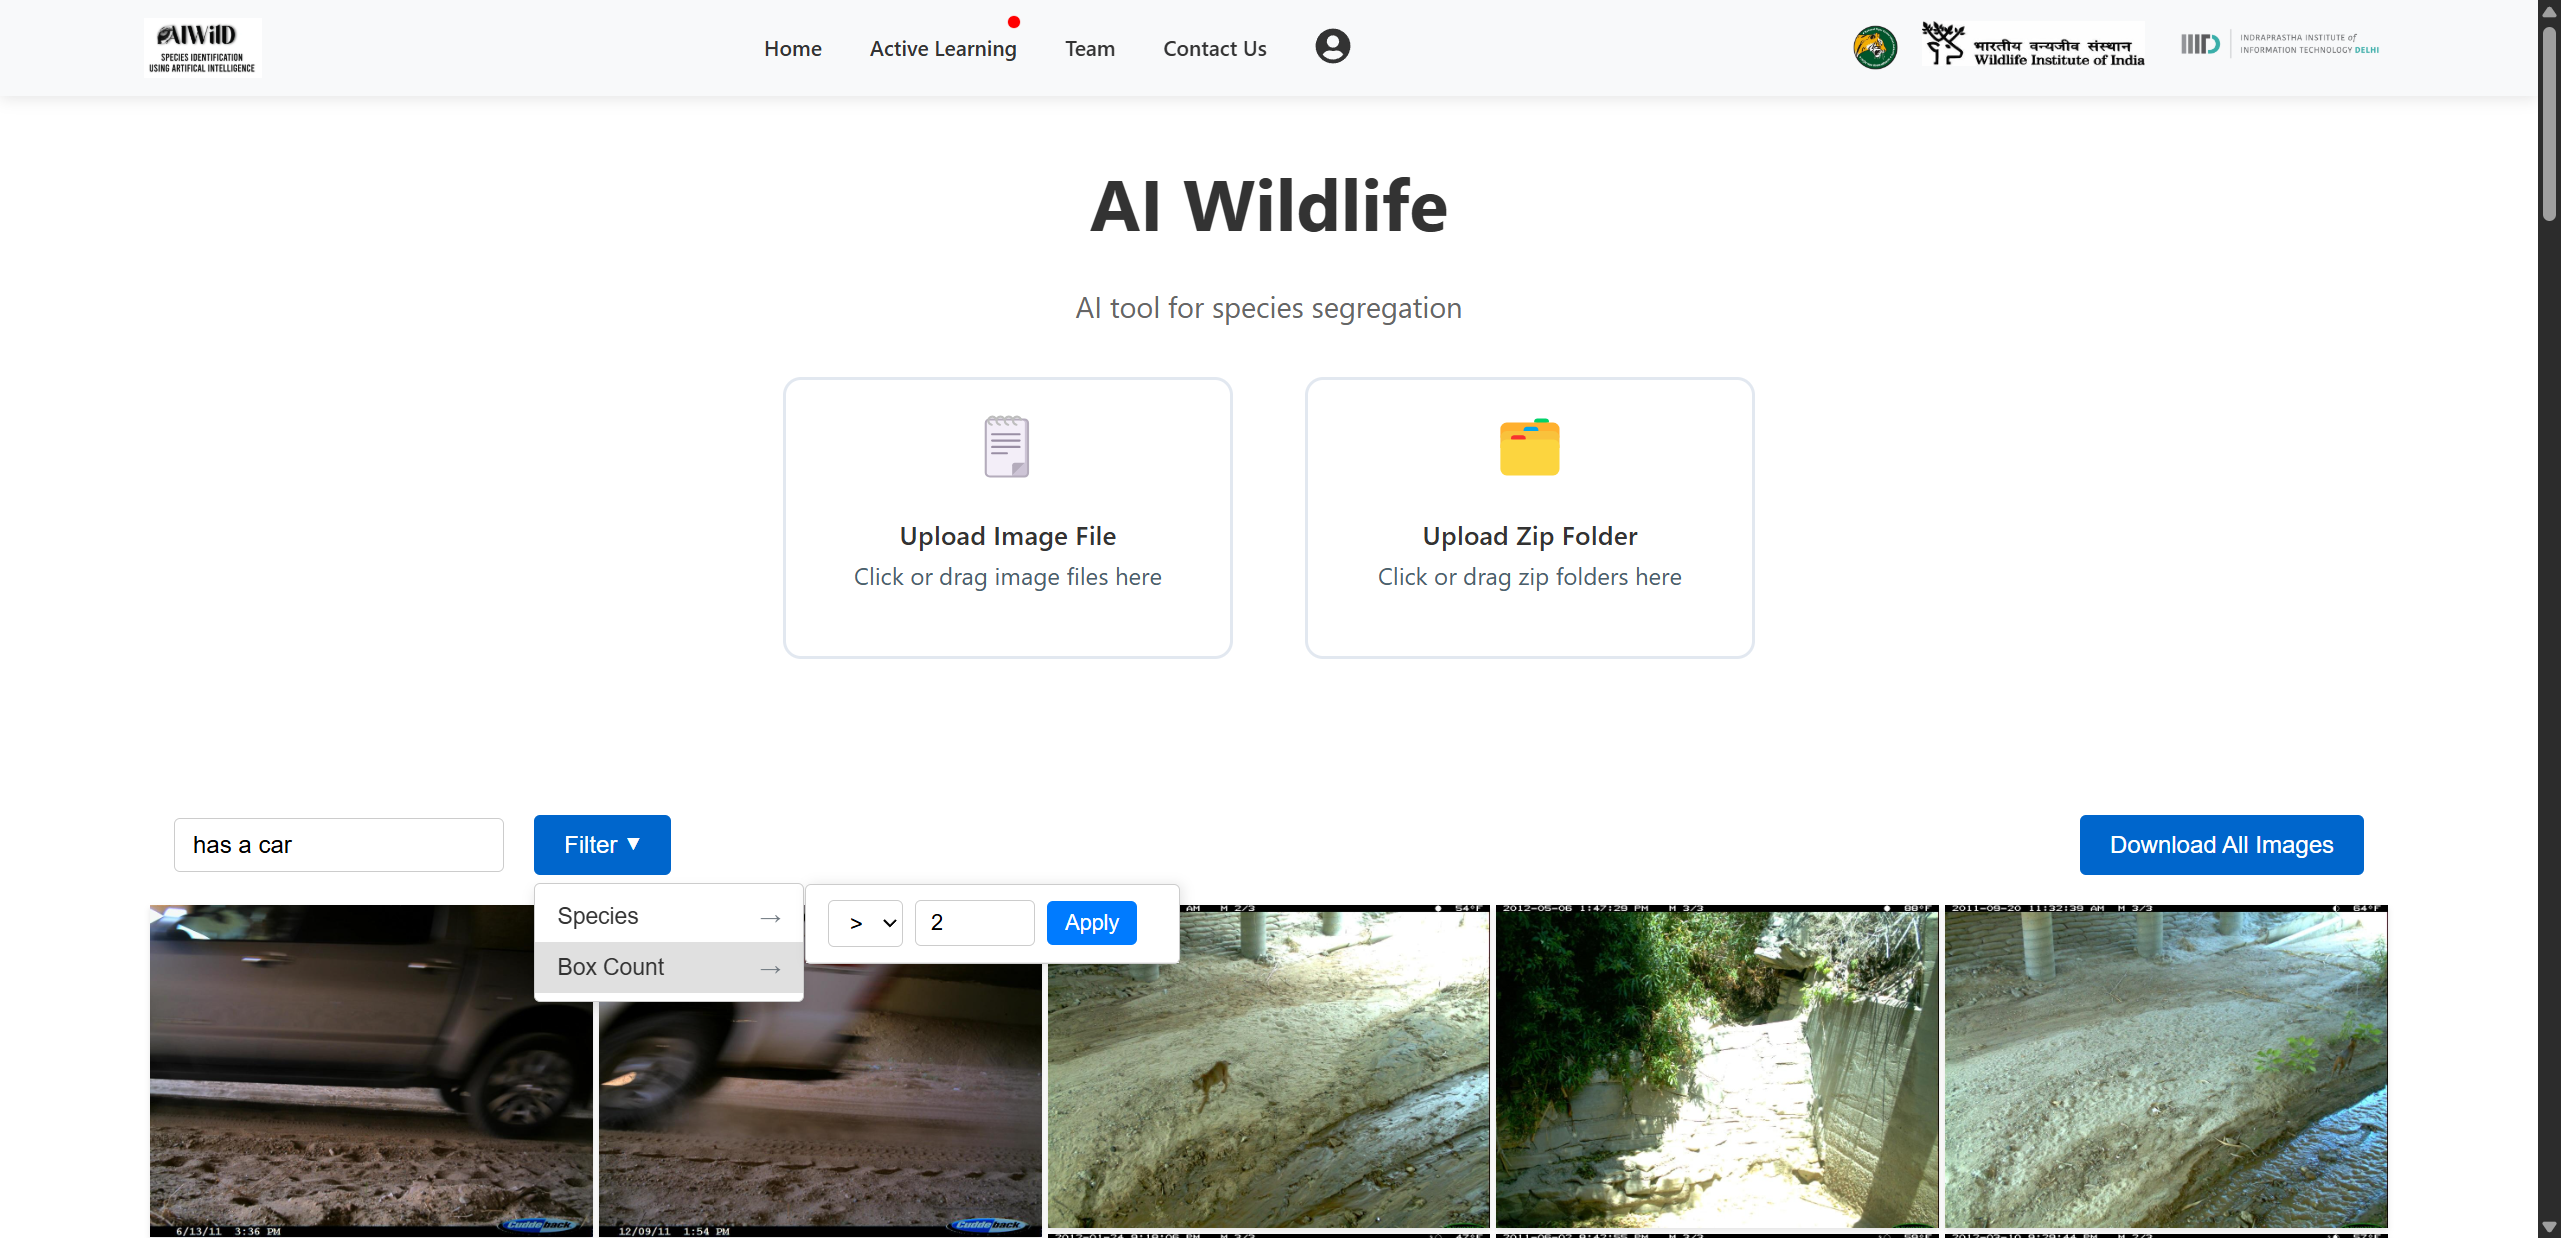 AIWilD
SPECIES IDENTIFICATION
USING ARTIFICAL INTELLIGENCE
Home
Active Learning
Team
Contact Us
भारतीय वन्यजीव संस्थान
Wildlife Institute of India
IIITD
INDRAPRASTHA INSTITUTE of
INFORMATION TECHNOLOGY DELHI
AI Wildlife
AI tool for species segregation
Upload Image File
Click or drag image files here
Upload Zip Folder
Click or drag zip folders here
has a car
Filter ▼
Download All Images
Species →
Box Count →
> 2 Apply
AM M 2/3 54°F
2012-05-06 1:47:29 PM M 3/3 88°F
2011-09-20 11:32:39 AM M 3/3 64°F
6/13/11 3:36 PM
Cuddeback
12/09/11 1:54 PM
Cuddeback